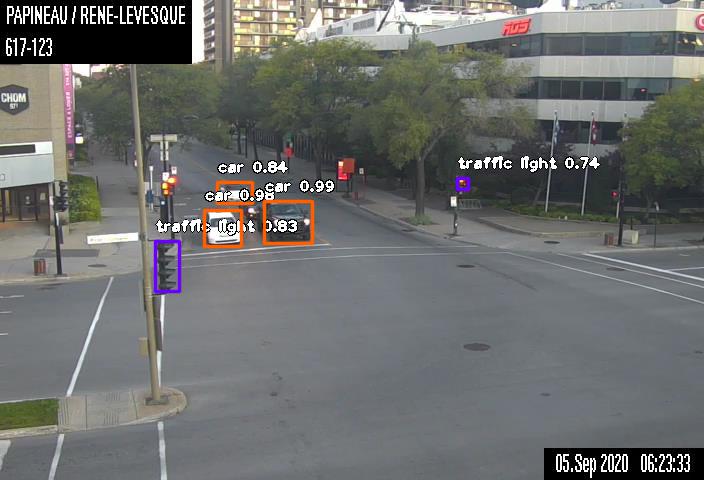 PAPINEAU / RENE-LEVESQUE
617-123
ADS
CHOM
car 0.84
traffic light 0.74
car 0.99
car 0.98
traffic light 0.83
05.Sep 2020 06:23:33